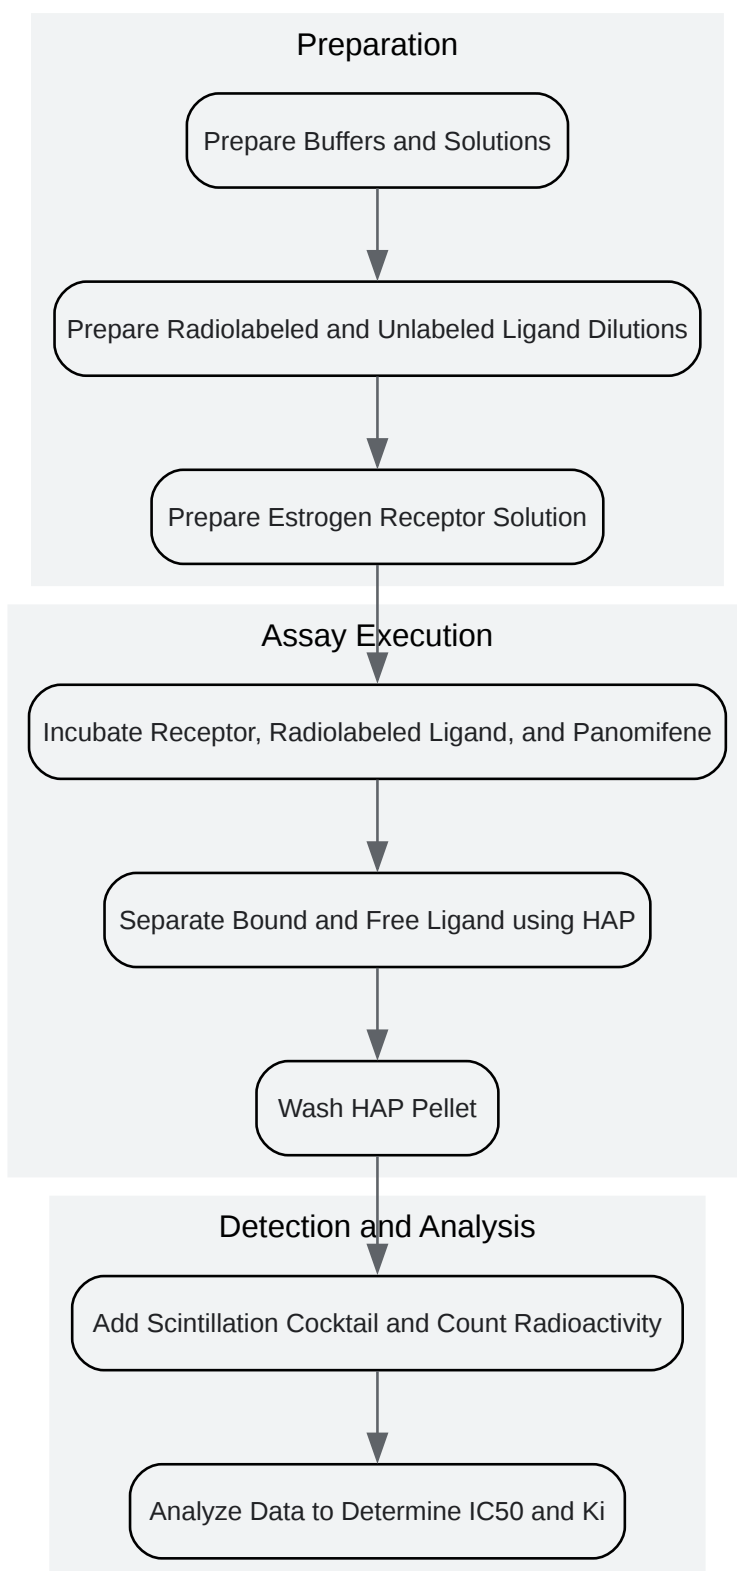 Preparation
Prepare Buffers and Solutions
Prepare Radiolabeled and Unlabeled Ligand Dilutions
Prepare Estrogen Receptor Solution
Assay Execution
Incubate Receptor, Radiolabeled Ligand, and Panomifene
Separate Bound and Free Ligand using HAP
Wash HAP Pellet
Detection and Analysis
Add Scintillation Cocktail and Count Radioactivity
Analyze Data to Determine IC50 and Ki